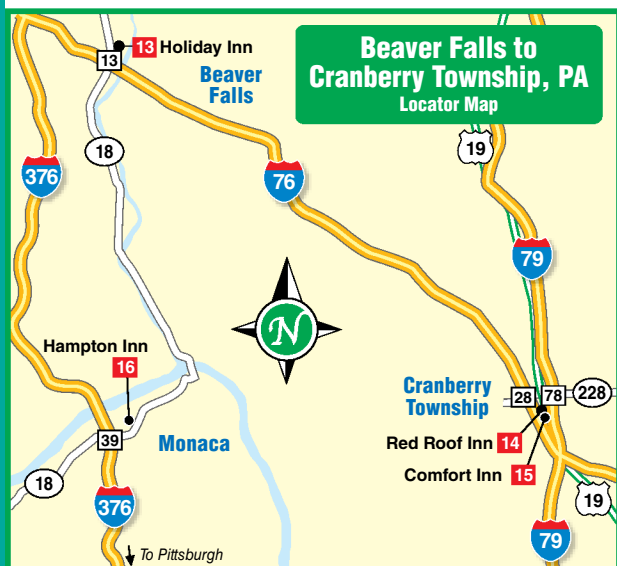 Beaver Falls to
Cranberry Township, PA
Locator Map
13 Holiday Inn
13
Beaver
Falls
18
19
376
76
79
N
Hampton Inn
16
Cranberry
Township
28
78
228
39
Monaca
Red Roof Inn 14
Comfort Inn 15
18
376
19
79
To Pittsburgh